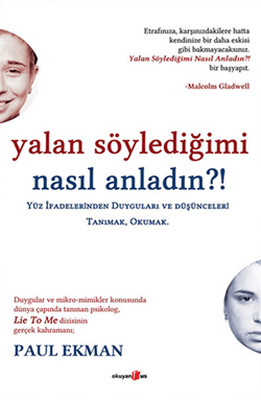 Etrafınıza, karşınızdakilere hatta
kendinize bir daha eskisi
gibi bakmayacaksınız.
Yalan Söylediğimi Nasıl Anladın?!
bir başyapıt.
-Malcolm Gladwell
yalan söylediğimi
nasıl anladın?!
Yüz İfadelerinden Duyguları ve düşünceleri
Tanımak, Okumak.
Duygular ve mikro-mimikler konusunda
dünya çapında tanınan psikolog,
Lie To Me dizisinin
gerçek kahramanı;
PAUL EKMAN
okuyan us